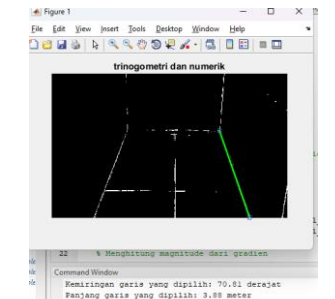 Figure 1
File Edit View Insert Tools Desktop Window Help
trinogometri dan numerik
22 % Menghitung magnitude dari gradien
Command Window
Kemiringan garis yang dipilih: 70.81 derajat
Panjang garis yang dipilih: 3.88 meter